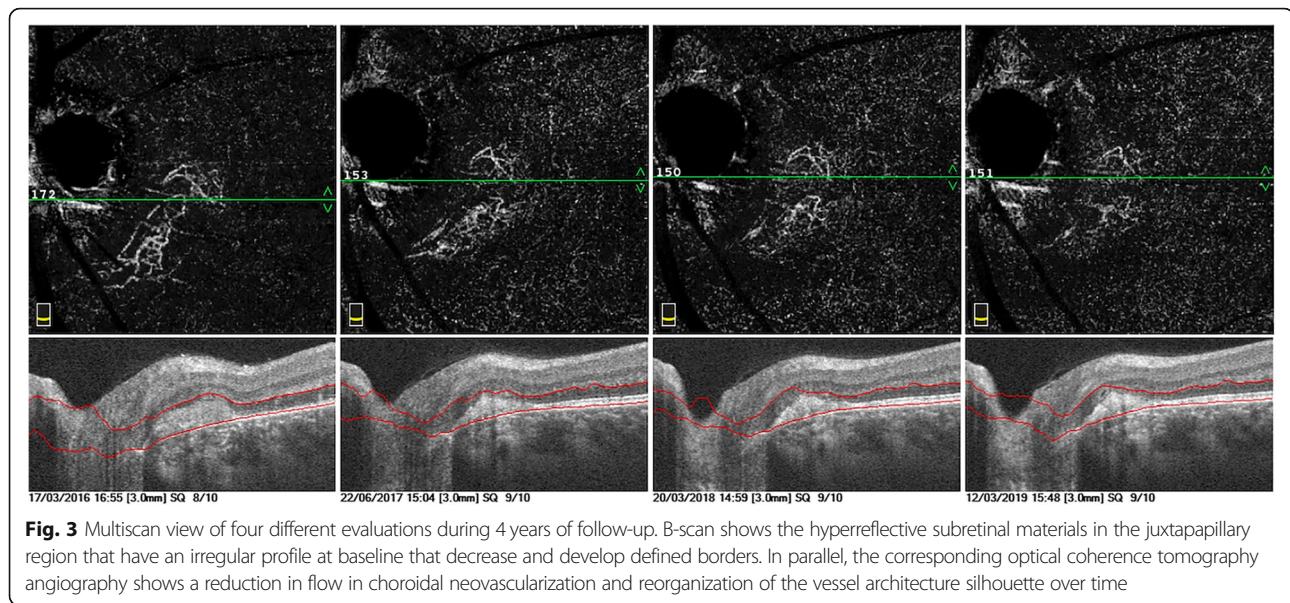 172
153
150
151
17/03/2016 16:55 [3.0mm] SQ 8/10
22/06/2017 15:04 [3.0mm] SQ 9/10
20/03/2018 14:59 [3.0mm] SQ 9/10
12/03/2019 15:48 [3.0mm] SQ 9/10
Fig. 3 Multiscan view of four different evaluations during 4 years of follow-up. B-scan shows the hyperreflective subretinal materials in the juxtapapillary
region that have an irregular profile at baseline that decrease and develop defined borders. In parallel, the corresponding optical coherence tomography
angiography shows a reduction in flow in choroidal neovascularization and reorganization of the vessel architecture silhouette over time